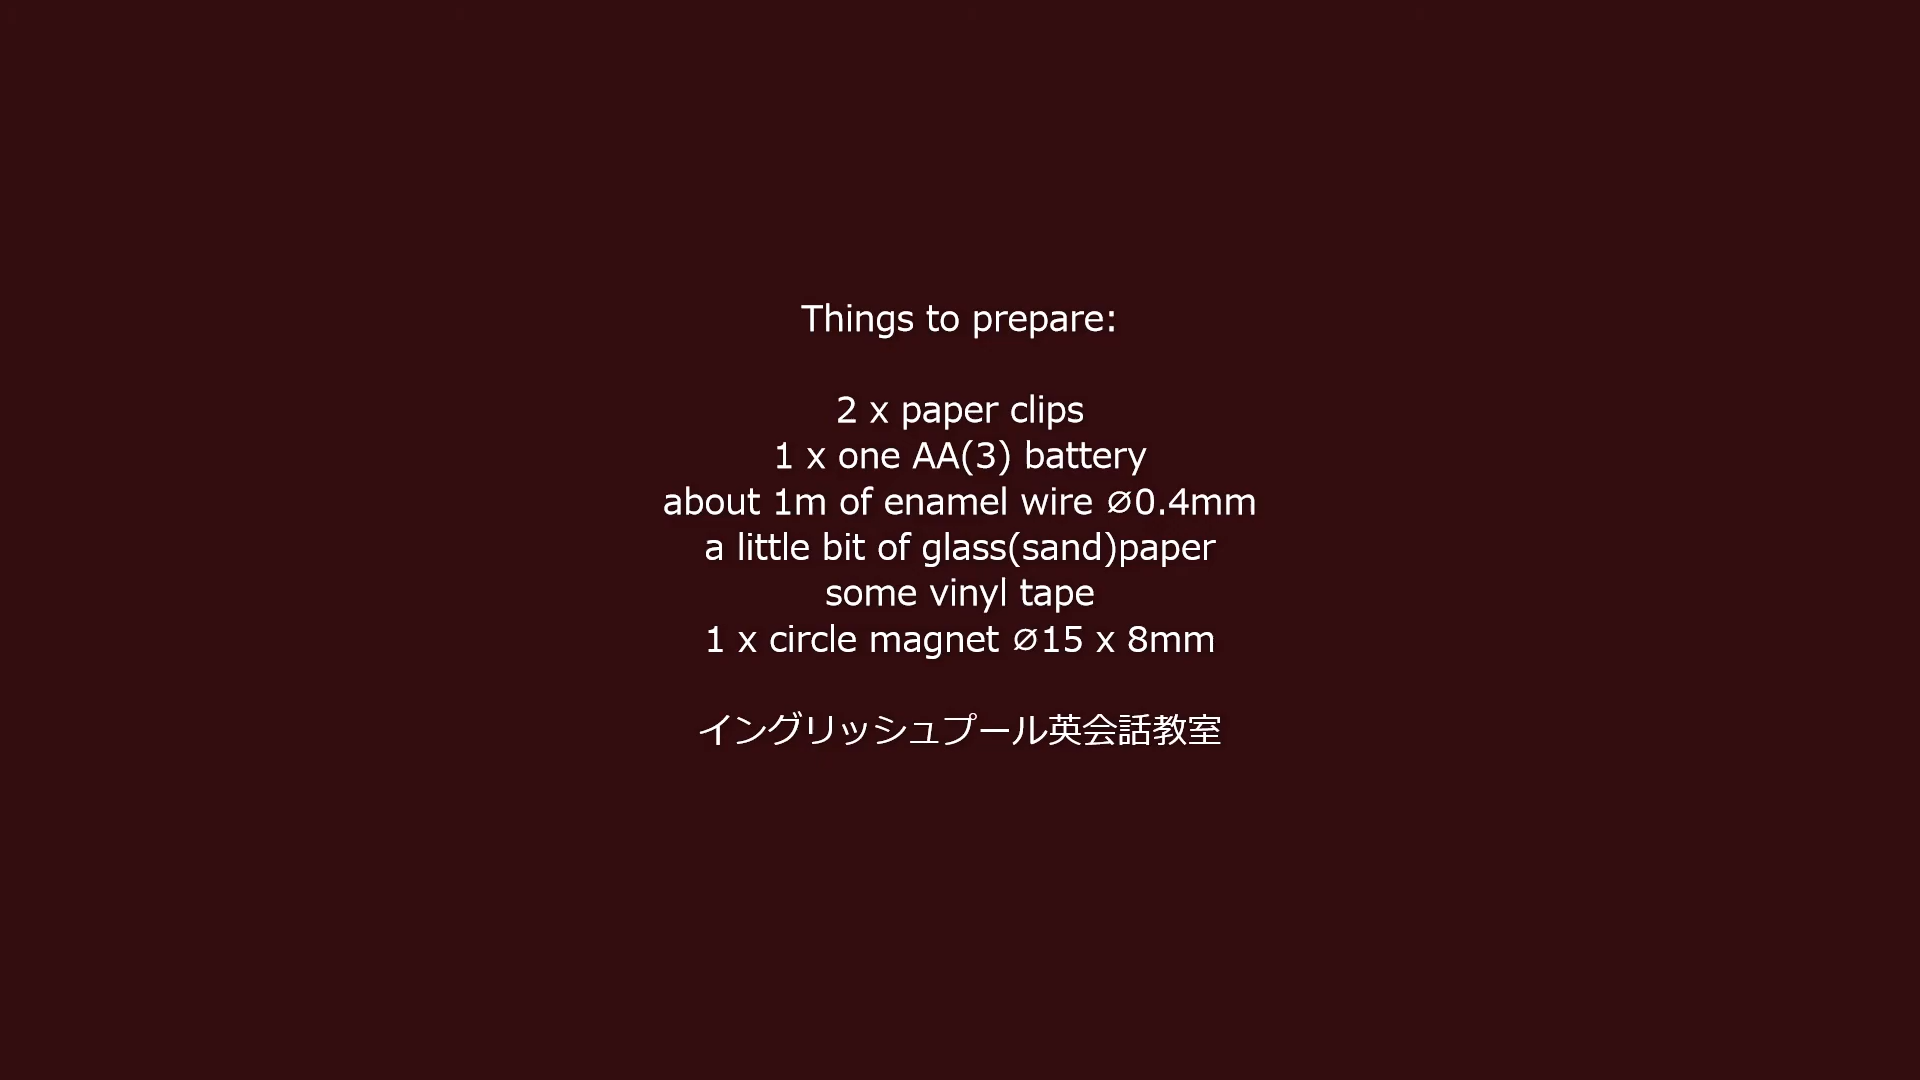 Things to prepare:
2 x paper clips
1 x one AA(3) battery
about 1m of enamel wire ∅0.4mm
a little bit of glass(sand)paper
some vinyl tape
1 x circle magnet ∅15 x 8mm
イングリッシュプール英会話教室